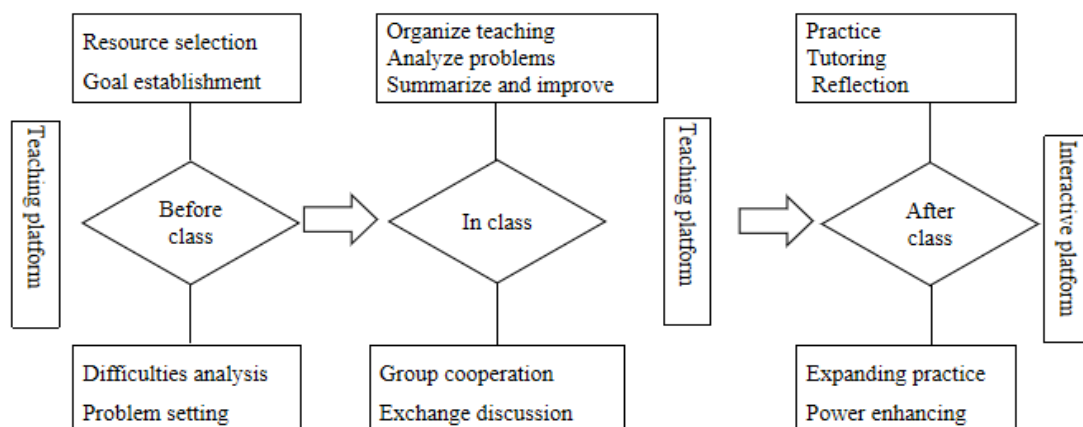 Resource selection
Goal establishment
Organize teaching
Analyze problems
Summarize and improve
Practice
Tutoring
Reflection
Teaching platform
Before
class
In class
Teaching platform
After
class
Interactive platform
Difficulties analysis
Problem setting
Group cooperation
Exchange discussion
Expanding practice
Power enhancing